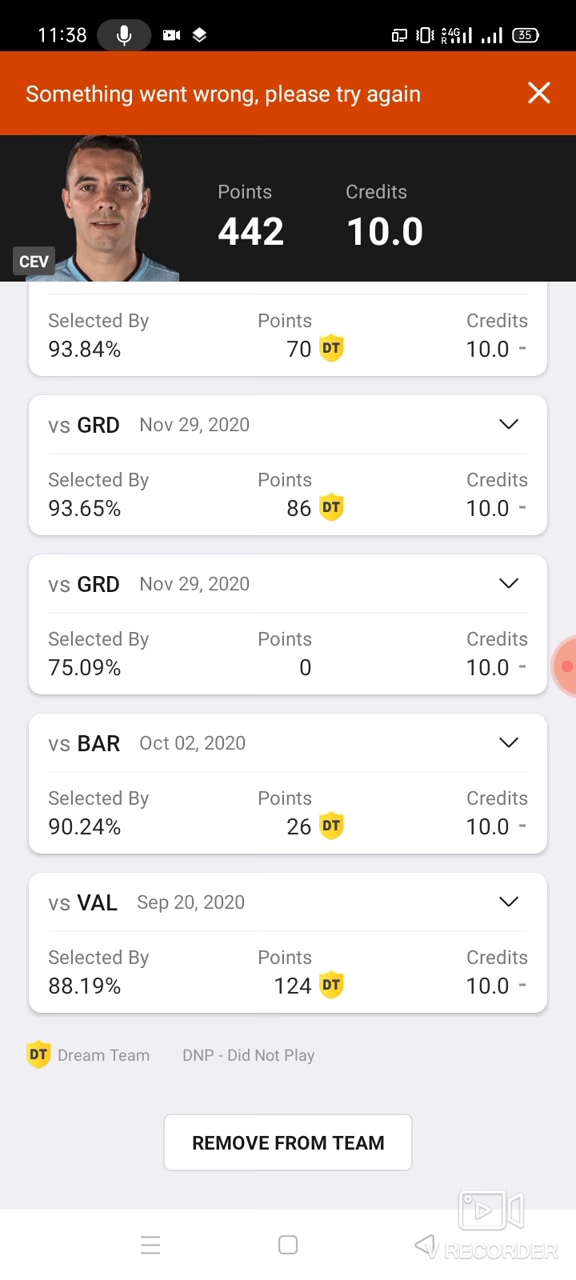 11:38 4G R 35
Something went wrong, please try again
Points Credits
442 10.0
CEV
Selected By Points Credits
93.84% 70 DT 10.0 -
vs GRD Nov 29, 2020
Selected By Points Credits
93.65% 86 DT 10.0 -
vs GRD Nov 29, 2020
Selected By Points Credits
75.09% 0 10.0 -
vs BAR Oct 02, 2020
Selected By Points Credits
90.24% 26 DT 10.0 -
vs VAL Sep 20, 2020
Selected By Points Credits
88.19% 124 DT 10.0 -
DT Dream Team DNP - Did Not Play
REMOVE FROM TEAM
V RECORDER